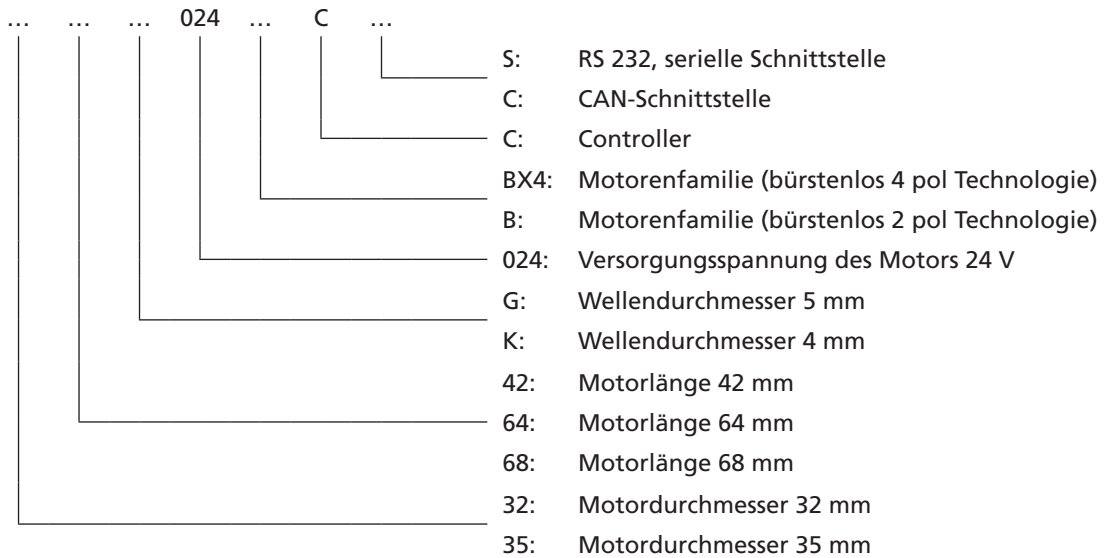 … … … 024 … C …
S: RS 232, serielle Schnittstelle
C: CAN-Schnittstelle
C: Controller
BX4: Motorenfamilie (bürstenlos 4 pol Technologie)
B: Motorenfamilie (bürstenlos 2 pol Technologie)
024: Versorgungsspannung des Motors 24 V
G: Wellendurchmesser 5 mm
K: Wellendurchmesser 4 mm
42: Motorlänge 42 mm
64: Motorlänge 64 mm
68: Motorlänge 68 mm
32: Motordurchmesser 32 mm
35: Motordurchmesser 35 mm